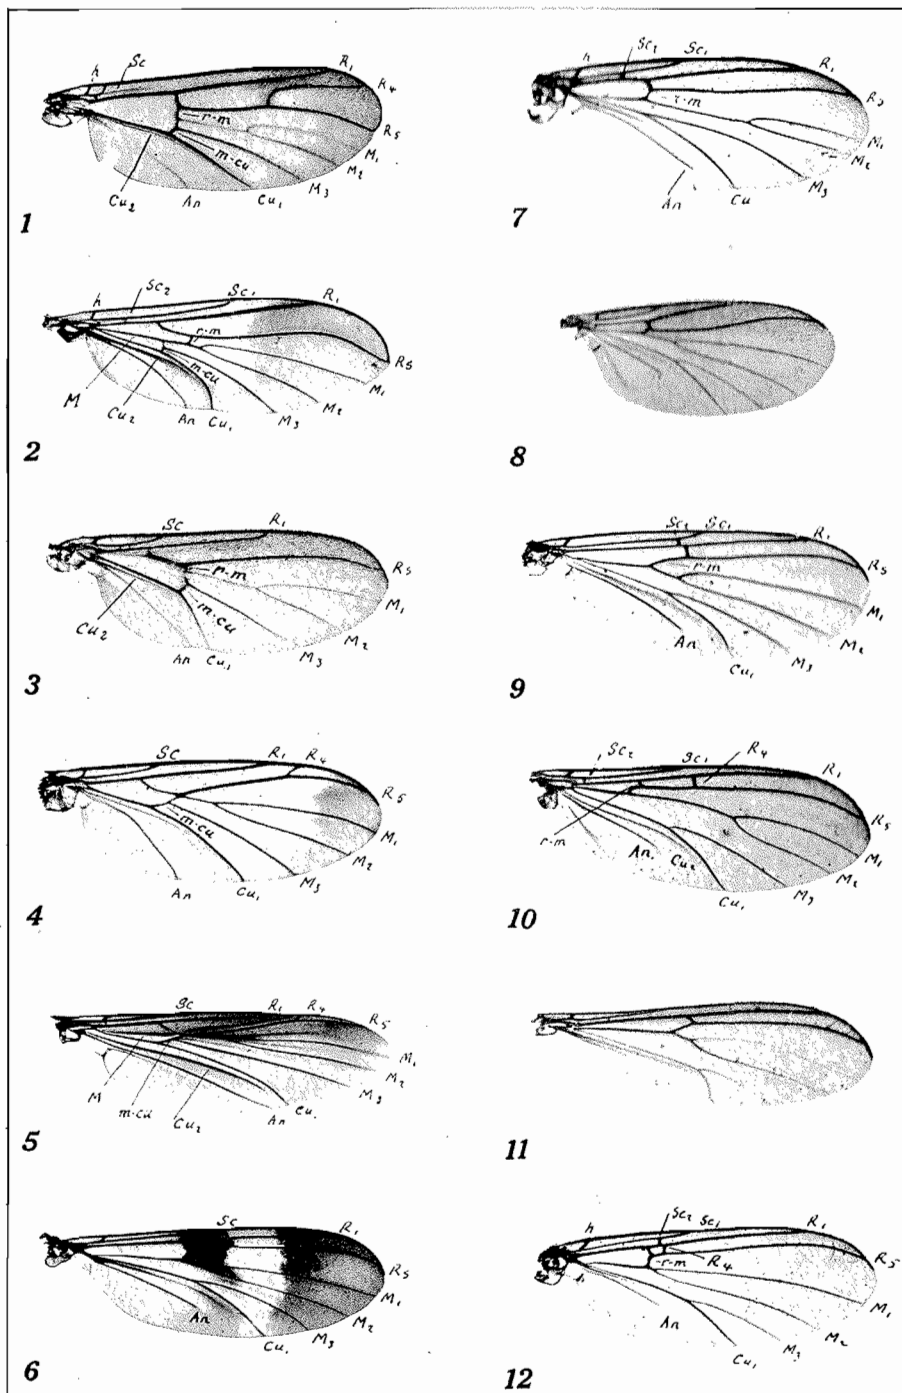 h Sc R₁ R₄ R₅ r-m m-cu M₁ M₂ M₃ Cu₂ An Cu₁
1
h Sc₂ Sc₁ R₁ r-m R₅ m-cu M₁ M Cu₂ M₂ An Cu₁ M₃
2
Sc R₁ r-m R₅ M₁ Cu₂ m-cu M₂ An Cu₁ M₃
3
Sc R₁ R₄ R₅ m-cu M₁ M₂ An Cu₁ M₃
4
Sc R₁ R₄ R₅ M₁ M₂ M M₃ m-cu Cu₂ An Cu₁
5
Sc R₁ R₅ M₁ M₂ An M₃ Cu₁
6
Sc₂ Sc₁ h R₁ r-m M₁ M₂ An Cu M₃
7
8
Sc₂ Sc₁ R₁ r-m R₅ M₁ An M₂ Cu₁ M₃
9
Sc₂ Sc₁ R₄ R₁ R₅ r-m An Cu₂ M₁ M₂ Cu₁ M₃
10
11
h Sc₂ Sc₁ R₁ R₄ r-m R₅ M₁ An M₂ Cu₁ M₃
12